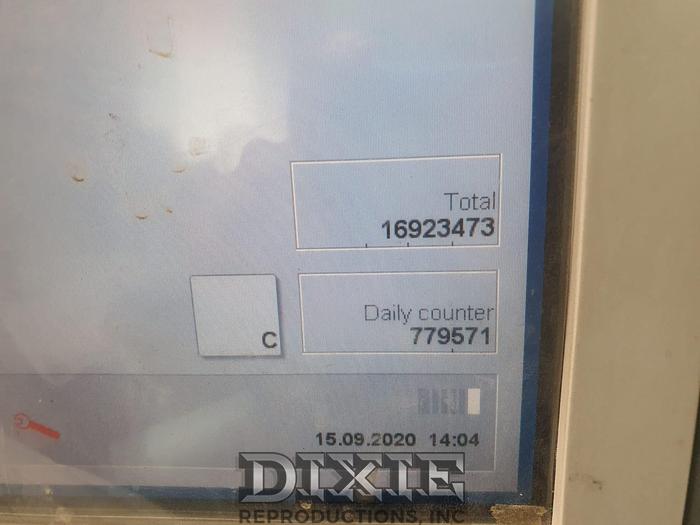 Total
16923473
Daily counter
779571
C
15.09.2020 14:04
DIXIE
REPRODUCTIONS, INC